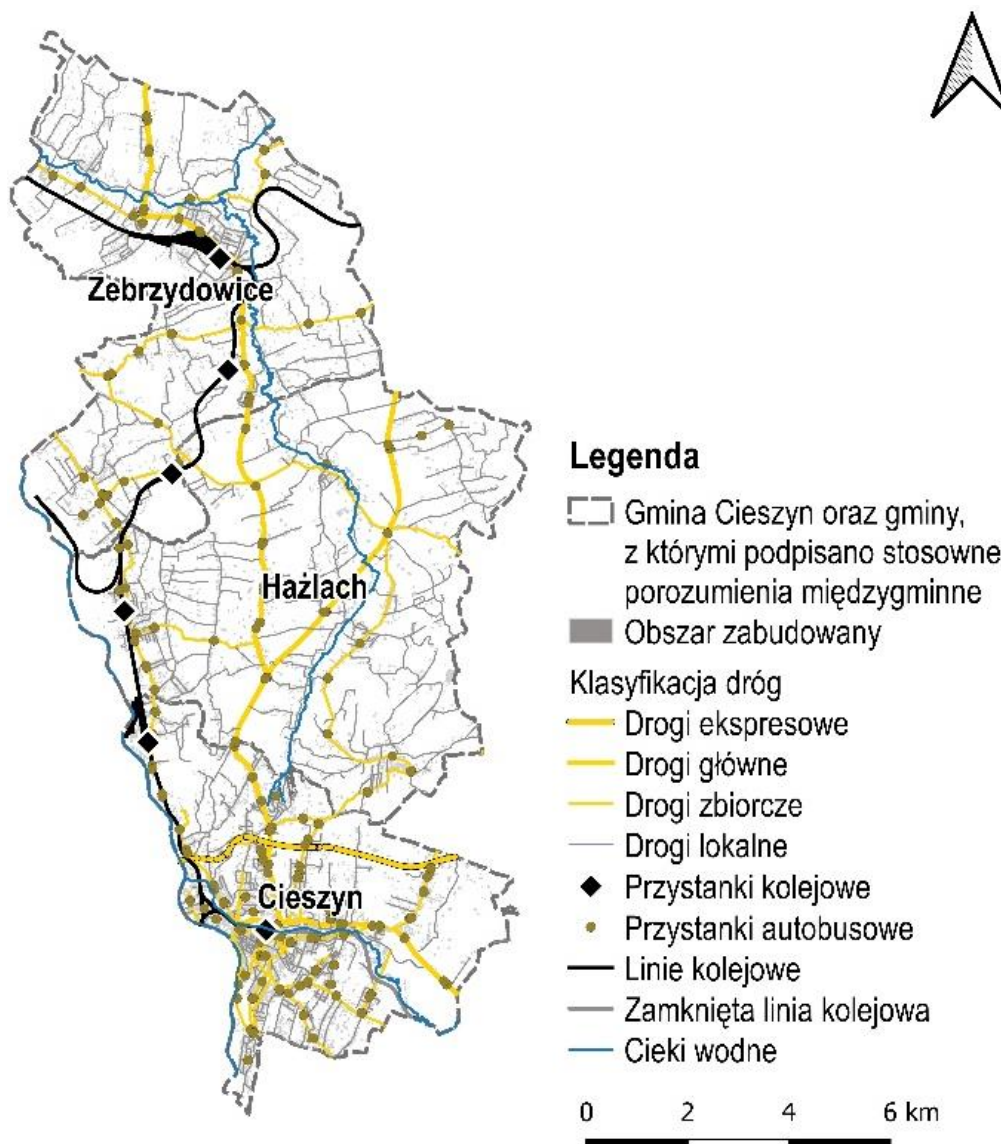 Zebrzydowice
Hażlach
Cieszyn
Legenda
Gmina Cieszyn oraz gminy,
z którymi podpisano stosowne
porozumienia międzygminne
Obszar zabudowany
Klasyfikacja dróg
Drogi ekspresowe
Drogi główne
Drogi zbiorcze
Drogi lokalne
Przystanki kolejowe
Przystanki autobusowe
Linie kolejowe
Zamknięta linia kolejowa
Cieki wodne
0 2 4 6 km